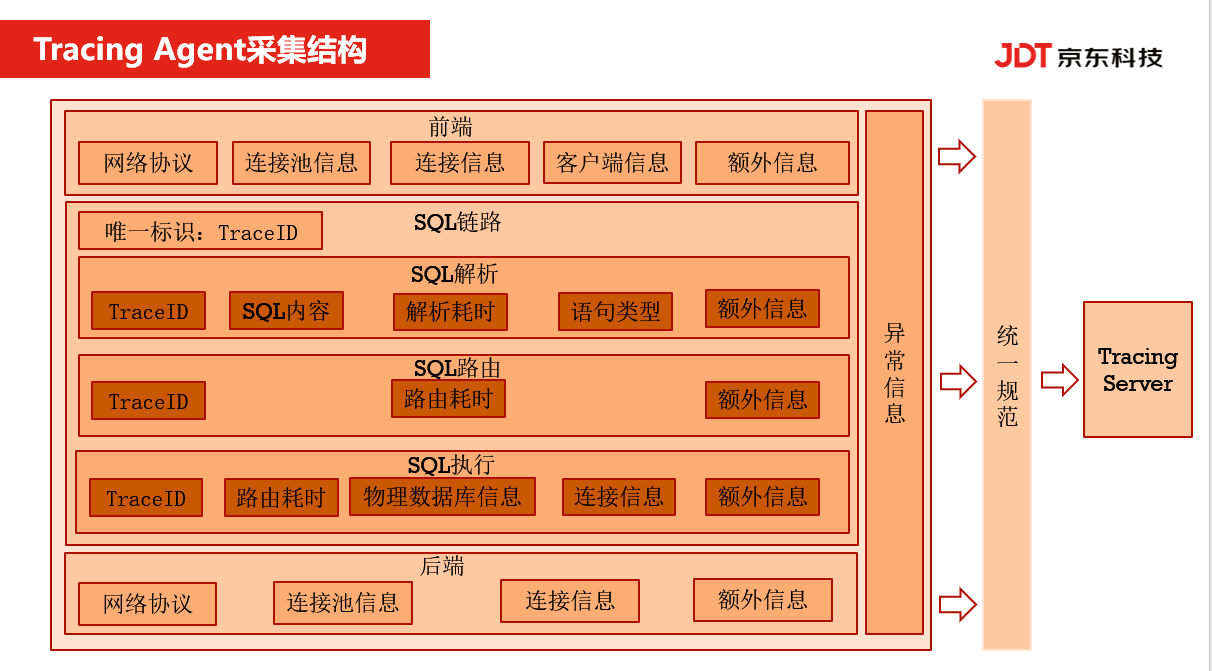 Tracing Agent采集结构
JDT 京东科技
前端
网络协议
连接池信息
连接信息
客户端信息
额外信息
SQL链路
唯一标识：TraceID
SQL解析
TraceID
SQL内容
解析耗时
语句类型
额外信息
SQL路由
TraceID
路由耗时
额外信息
SQL执行
TraceID
路由耗时
物理数据库信息
连接信息
额外信息
后端
网络协议
连接池信息
连接信息
额外信息
异
常
信
息
统
一
规
范
Tracing
Server